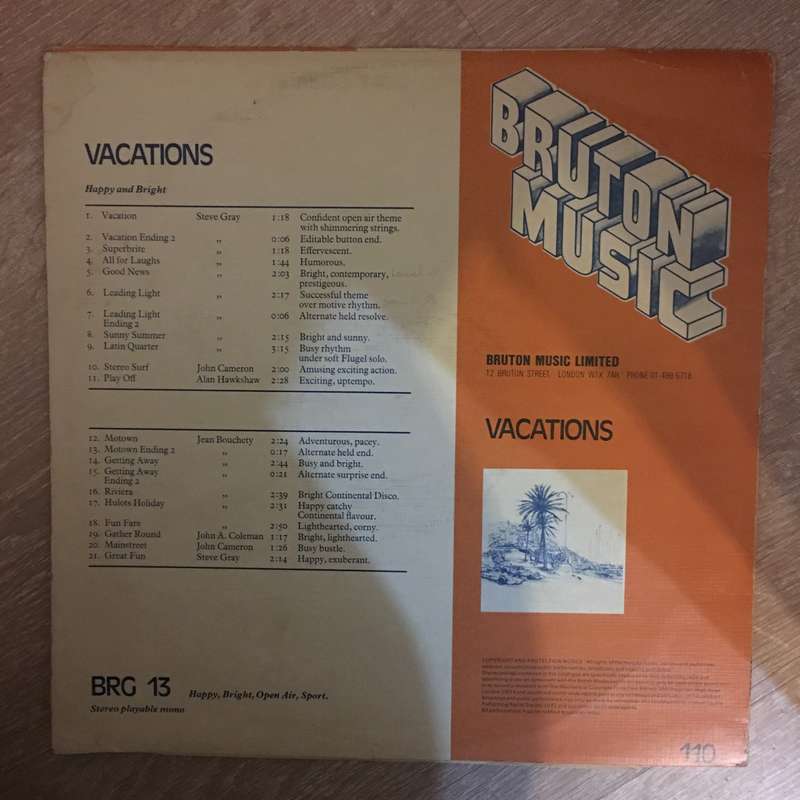 VACATIONS
Happy and Bright
1. Vacation Steve Gray 1:18 Confident open air theme
with shimmering strings.
2. Vacation Ending 2 ,, 0:06 Editable button end.
3. Superbrite ,, 1:18 Effervescent.
4. All for Laughs ,, 1:44 Humorous.
5. Good News ,, 2:03 Bright, contemporary,
prestigeous.
6. Leading Light ,, 2:17 Successful theme
over motive rhythm.
7. Leading Light ,, 0:06 Alternate held resolve.
Ending 2
8. Sunny Summer ,, 2:15 Bright and sunny.
9. Latin Quarter ,, 3:15 Busy rhythm
under soft Flugel solo.
10. Stereo Surf John Cameron 2:00 Amusing exciting action.
11. Play Off Alan Hawkshaw 2:28 Exciting, uptempo.
12. Motown Jean Bouchety 2:24 Adventurous, pacey.
13. Motown Ending 2 ,, 0:17 Alternate held end.
14. Getting Away ,, 2:44 Busy and bright.
15. Getting Away ,, 0:21 Alternate surprise end.
Ending 2
16. Riviera ,, 2:39 Bright Continental Disco.
17. Hulots Holiday ,, 2:31 Happy catchy
Continental flavour.
18. Fun Fare ,, 2:50 Lighthearted, corny.
19. Gather Round John A. Coleman 1:17 Bright, lighthearted.
20. Mainstreet John Cameron 1:26 Busy bustle.
21. Great Fun Steve Gray 2:14 Happy, exuberant.
BRG 13 Happy, Bright, Open Air, Sport.
Stereo playable mono
BRUTON
MUSIC
BRUTON MUSIC LIMITED
12 BRUTON STREET LONDON W1X 7AH PHONE 01-499 6718
VACATIONS
COPYRIGHT AND PROTECTION NOTICE
110